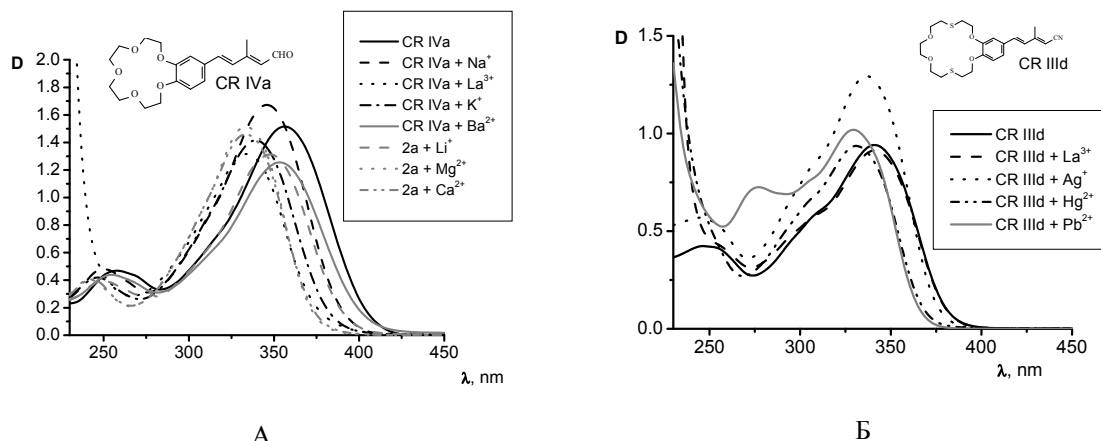 D
2.0
1.8
1.6
1.4
1.2
1.0
0.8
0.6
0.4
0.2
0.0
250
300
350
400
450
λ, nm
O
O
O
O
O
CHO
CR IVa
CR IVa
CR IVa + Na⁺
CR IVa + La³⁺
CR IVa + K⁺
CR IVa + Ba²⁺
2a + Li⁺
2a + Mg²⁺
2a + Ca²⁺
А
D
1.5
1.0
0.5
0.0
250
300
350
400
450
λ, nm
S
O
O
O
O
S
CN
CR IIId
CR IIId
CR IIId + La³⁺
CR IIId + Ag⁺
CR IIId + Hg²⁺
CR IIId + Pb²⁺
Б